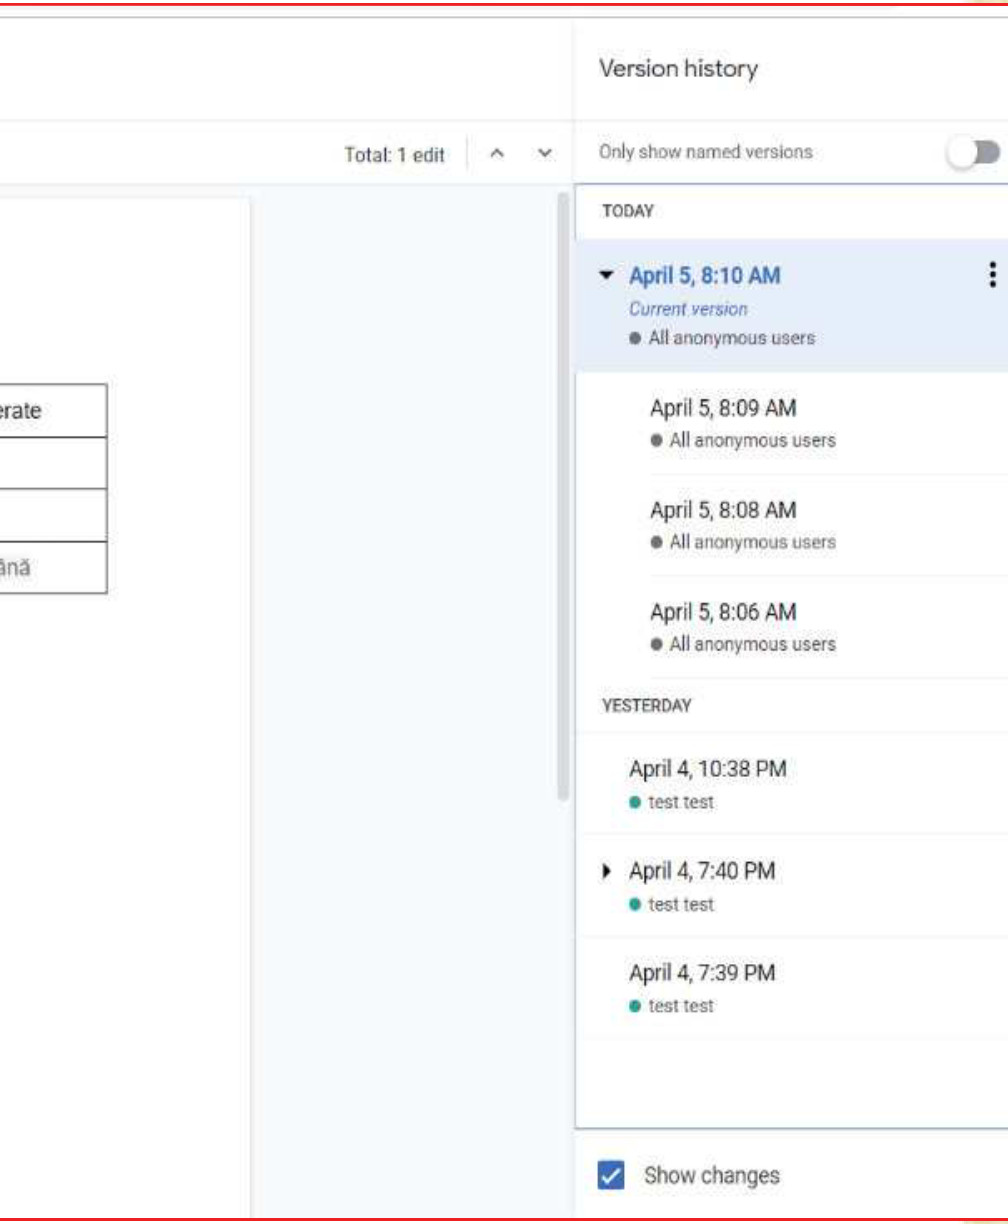 Version history
Total: 1 edit
Only show named versions
TODAY
April 5, 8:10 AM
Current version
All anonymous users
April 5, 8:09 AM
All anonymous users
April 5, 8:08 AM
All anonymous users
April 5, 8:06 AM
All anonymous users
YESTERDAY
April 4, 10:38 PM
test test
April 4, 7:40 PM
test test
April 4, 7:39 PM
test test
Show changes
erate
ână